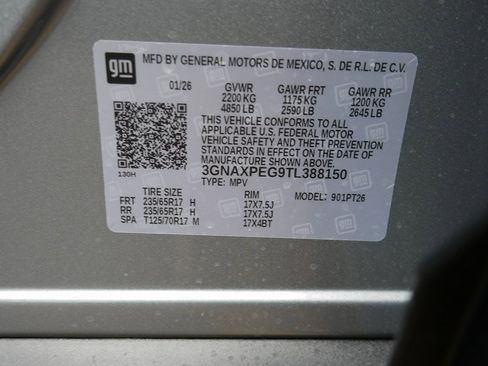 gm MFD BY GENERAL MOTORS DE MEXICO, S. DE R.L. DE C.V.
01/26 GVWR GAWR FRT GAWR RR
2200 KG 1175 KG 1200 KG
4850 LB 2590 LB 2645 LB
THIS VEHICLE CONFORMS TO ALL
APPLICABLE U.S. FEDERAL MOTOR
VEHICLE SAFETY AND THEFT PREVENTION
STANDARDS IN EFFECT ON THE DATE OF
MANUFACTURE SHOWN ABOVE.
130H 3GNAXPEG9TL388150
TYPE: MPV
TIRE SIZE RIM MODEL: 901PT26
FRT 235/65R17 H 17X7.5J
RR 235/65R17 H 17X7.5J
SPA T125/70R17 M 17X4BT